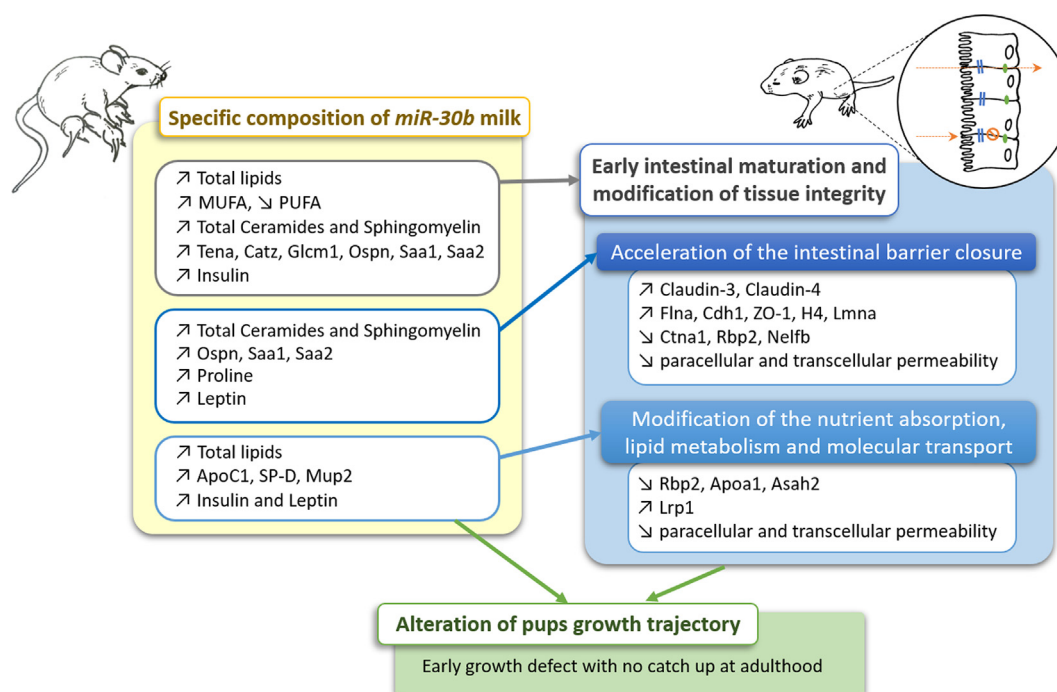 Specific composition of miR-30b milk
↗ Total lipids
↗ MUFA, ↘ PUFA
↗ Total Ceramides and Sphingomyelin
↗ Tena, Catz, Glcm1, Ospn, Saa1, Saa2
↗ Insulin
↗ Total Ceramides and Sphingomyelin
↗ Ospn, Saa1, Saa2
↗ Proline
↗ Leptin
↗ Total lipids
↗ ApoC1, SP-D, Mup2
↗ Insulin and Leptin
Early intestinal maturation and
modification of tissue integrity
Acceleration of the intestinal barrier closure
↗ Claudin-3, Claudin-4
↗ Flna, Cdh1, ZO-1, H4, Lmna
↘ Ctna1, Rbp2, Nelfb
↘ paracellular and transcellular permeability
Modification of the nutrient absorption,
lipid metabolism and molecular transport
↘ Rbp2, Apoa1, Asah2
↗ Lrp1
↘ paracellular and transcellular permeability
Alteration of pups growth trajectory
Early growth defect with no catch up at adulthood